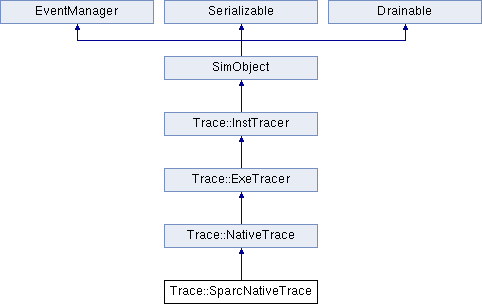 EventManager
Serializable
Drainable
SimObject
Trace::InstTracer
Trace::ExeTracer
Trace::NativeTrace
Trace::SparcNativeTrace